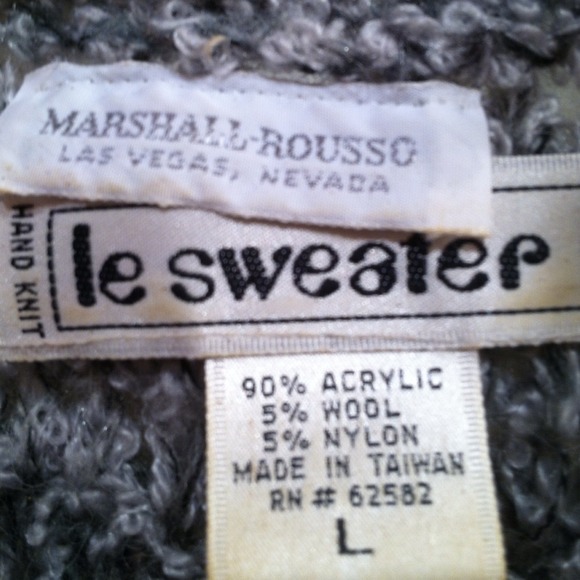 MARSHALL-ROUSSO
LAS VEGAS, NEVADA
HAND KNIT
le sweater
90% ACRYLIC
5% WOOL
5% NYLON
MADE IN TAIWAN
RN # 62582
L